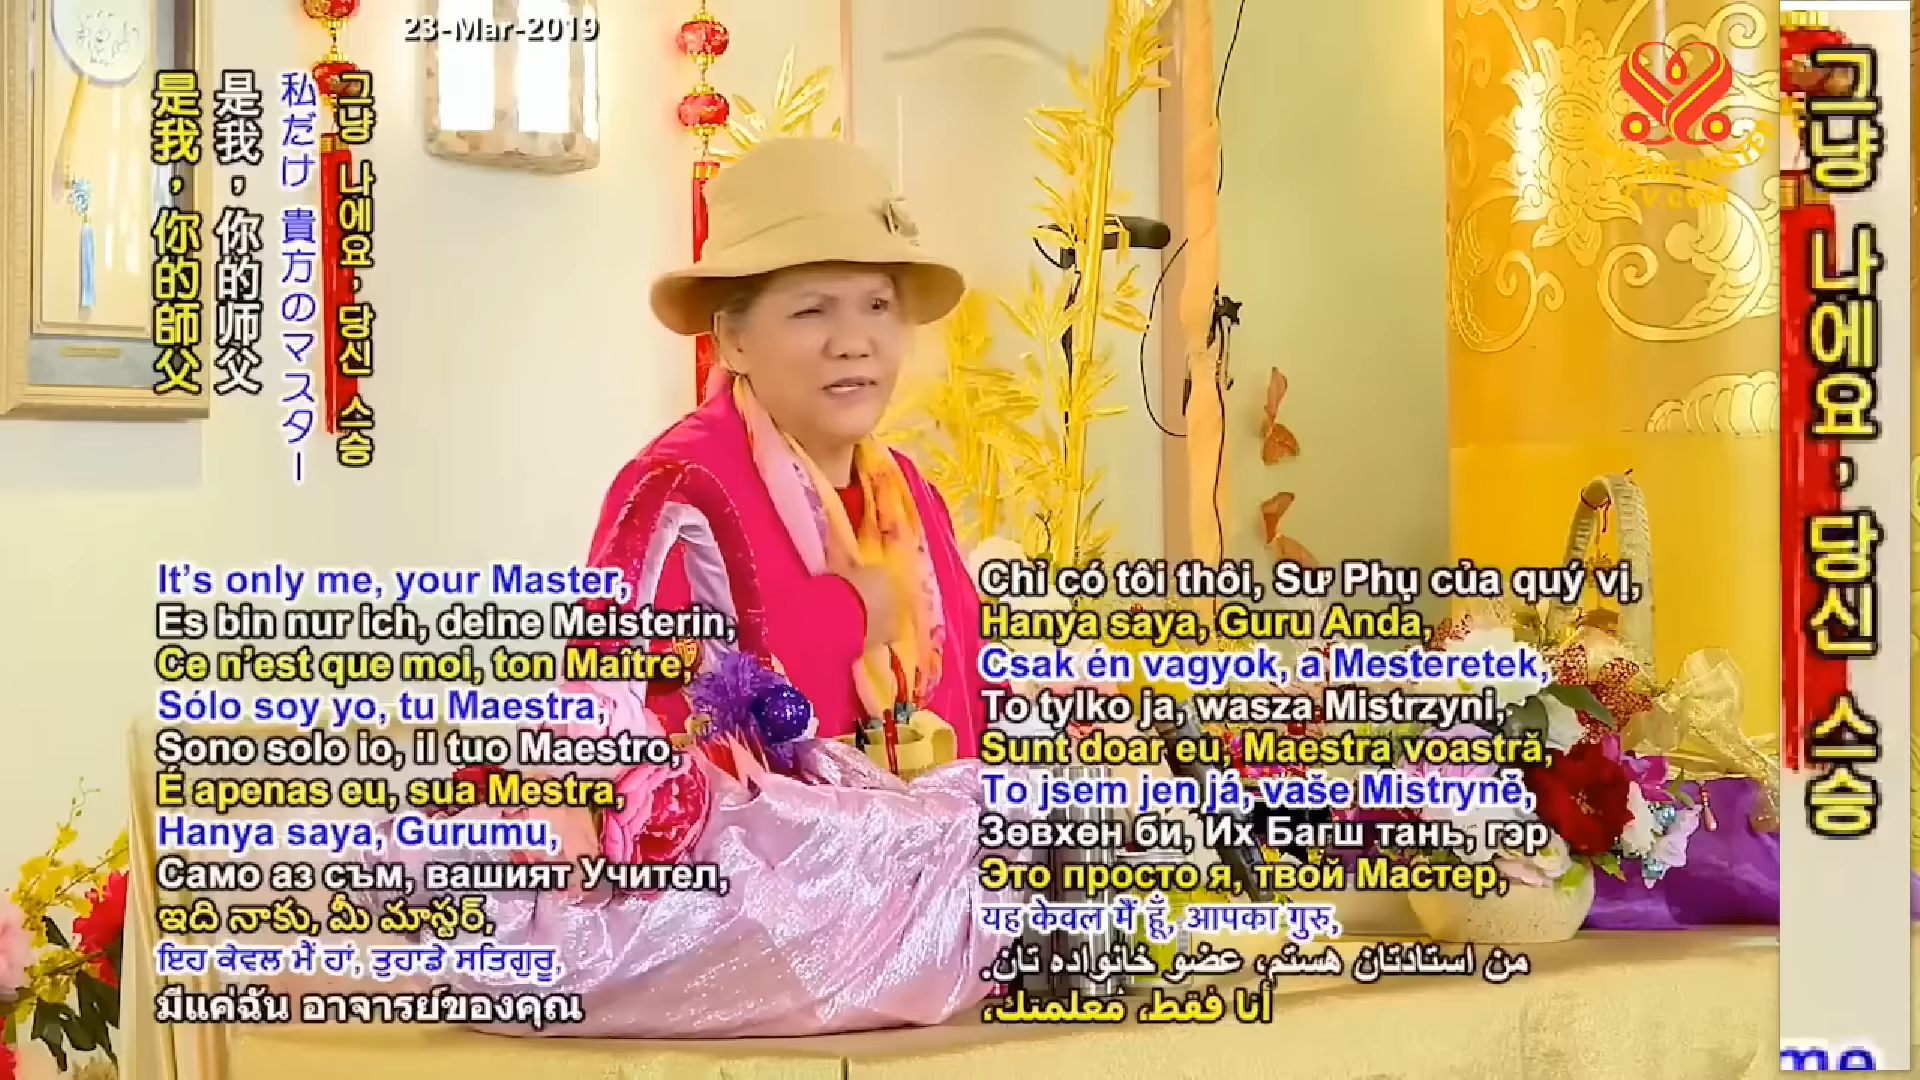 23-Mar-2019
그냥 나에요, 당신 스승
私だけ 貴方のマスター
是我，你的师父
是我，你的師父
It's only me, your Master,
Es bin nur ich, deine Meisterin,
Ce n'est que moi, ton Maître,
Sólo soy yo, tu Maestra,
Sono solo io, il tuo Maestro,
É apenas eu, sua Mestra,
Hanya saya, Gurumu,
Само аз съм, вашият Учител,
ఇది నాకు, మీ మాస్టర్,
ਇਹ ਕੇਵਲ ਮੈਂ ਹਾਂ, ਤੁਹਾਡੇ ਸਤਿਗੁਰੂ,
มีแค่ฉัน อาจารย์ของคุณ
Chỉ có tôi thôi, Sư Phụ của quý vị,
Hanya saya, Guru Anda,
Csak én vagyok, a Mesteretek,
To tylko ja, wasza Mistrzyni,
Sunt doar eu, Maestra voastră,
To jsem jen já, vaše Mistryně,
Зөвхөн би, Их Багш тань, гэр
Это просто я, твой Мастер,
यह केवल मैं हूँ, आपका गुरु,
من استادتان هستم، عضو خانواده تان.
أنا فقط، معلمتك،
그냥 나에요, 당신 스승
me